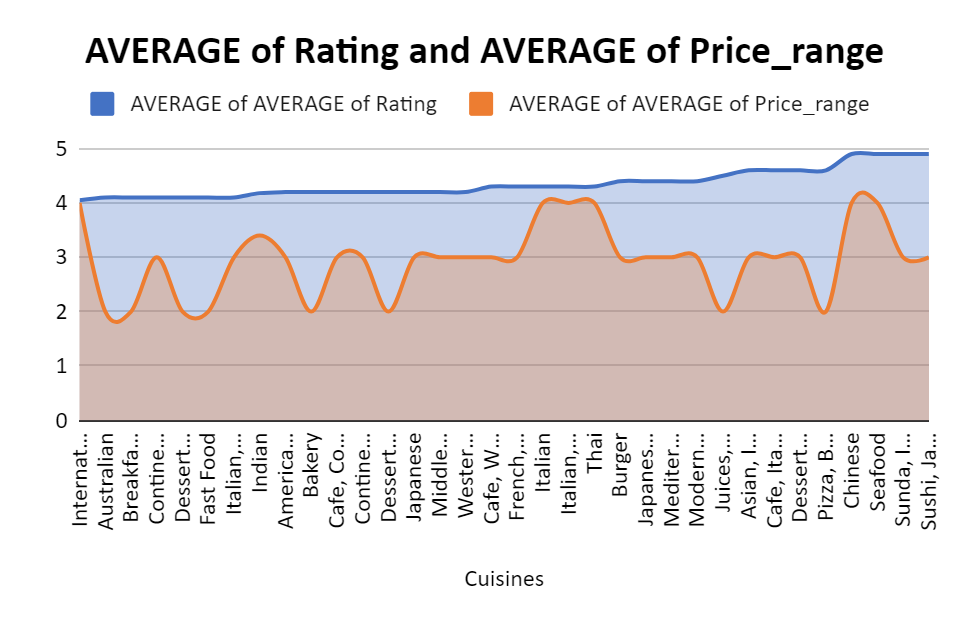 AVERAGE of Rating and AVERAGE of Price_range
AVERAGE of AVERAGE of Rating
AVERAGE of AVERAGE of Price_range
5
4
3
2
1
0
Internat...
Australian
Breakfa...
Contine...
Dessert...
Fast Food
Italian,...
Indian
America...
Bakery
Cafe, Co...
Contine...
Dessert...
Japanese
Middle...
Wester...
Cafe, W...
French,...
Italian
Italian,...
Thai
Burger
Japanes...
Mediter...
Modern...
Juices,...
Asian, I...
Cafe, Ita...
Dessert...
Pizza, B...
Chinese
Seafood
Sunda, I...
Sushi, Ja...
Cuisines